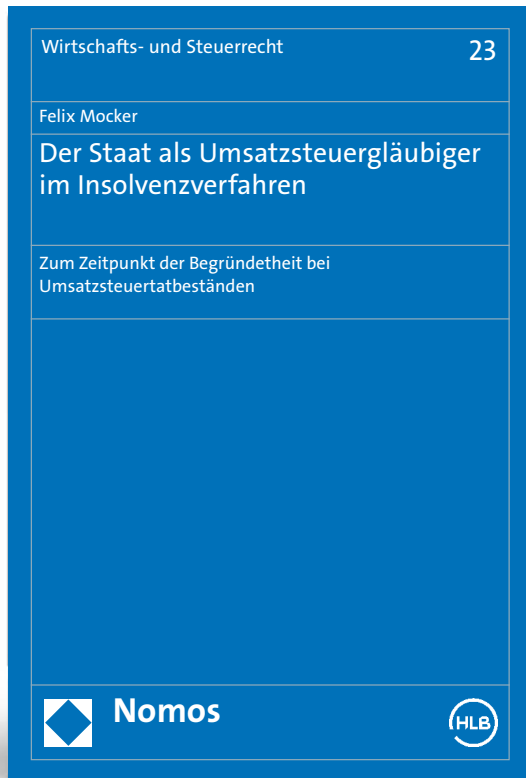 Wirtschafts- und Steuerrecht 23
Felix Mocker
Der Staat als Umsatzsteuergläubiger
im Insolvenzverfahren
Zum Zeitpunkt der Begründetheit bei
Umsatzsteuertatbeständen
Nomos
HLB